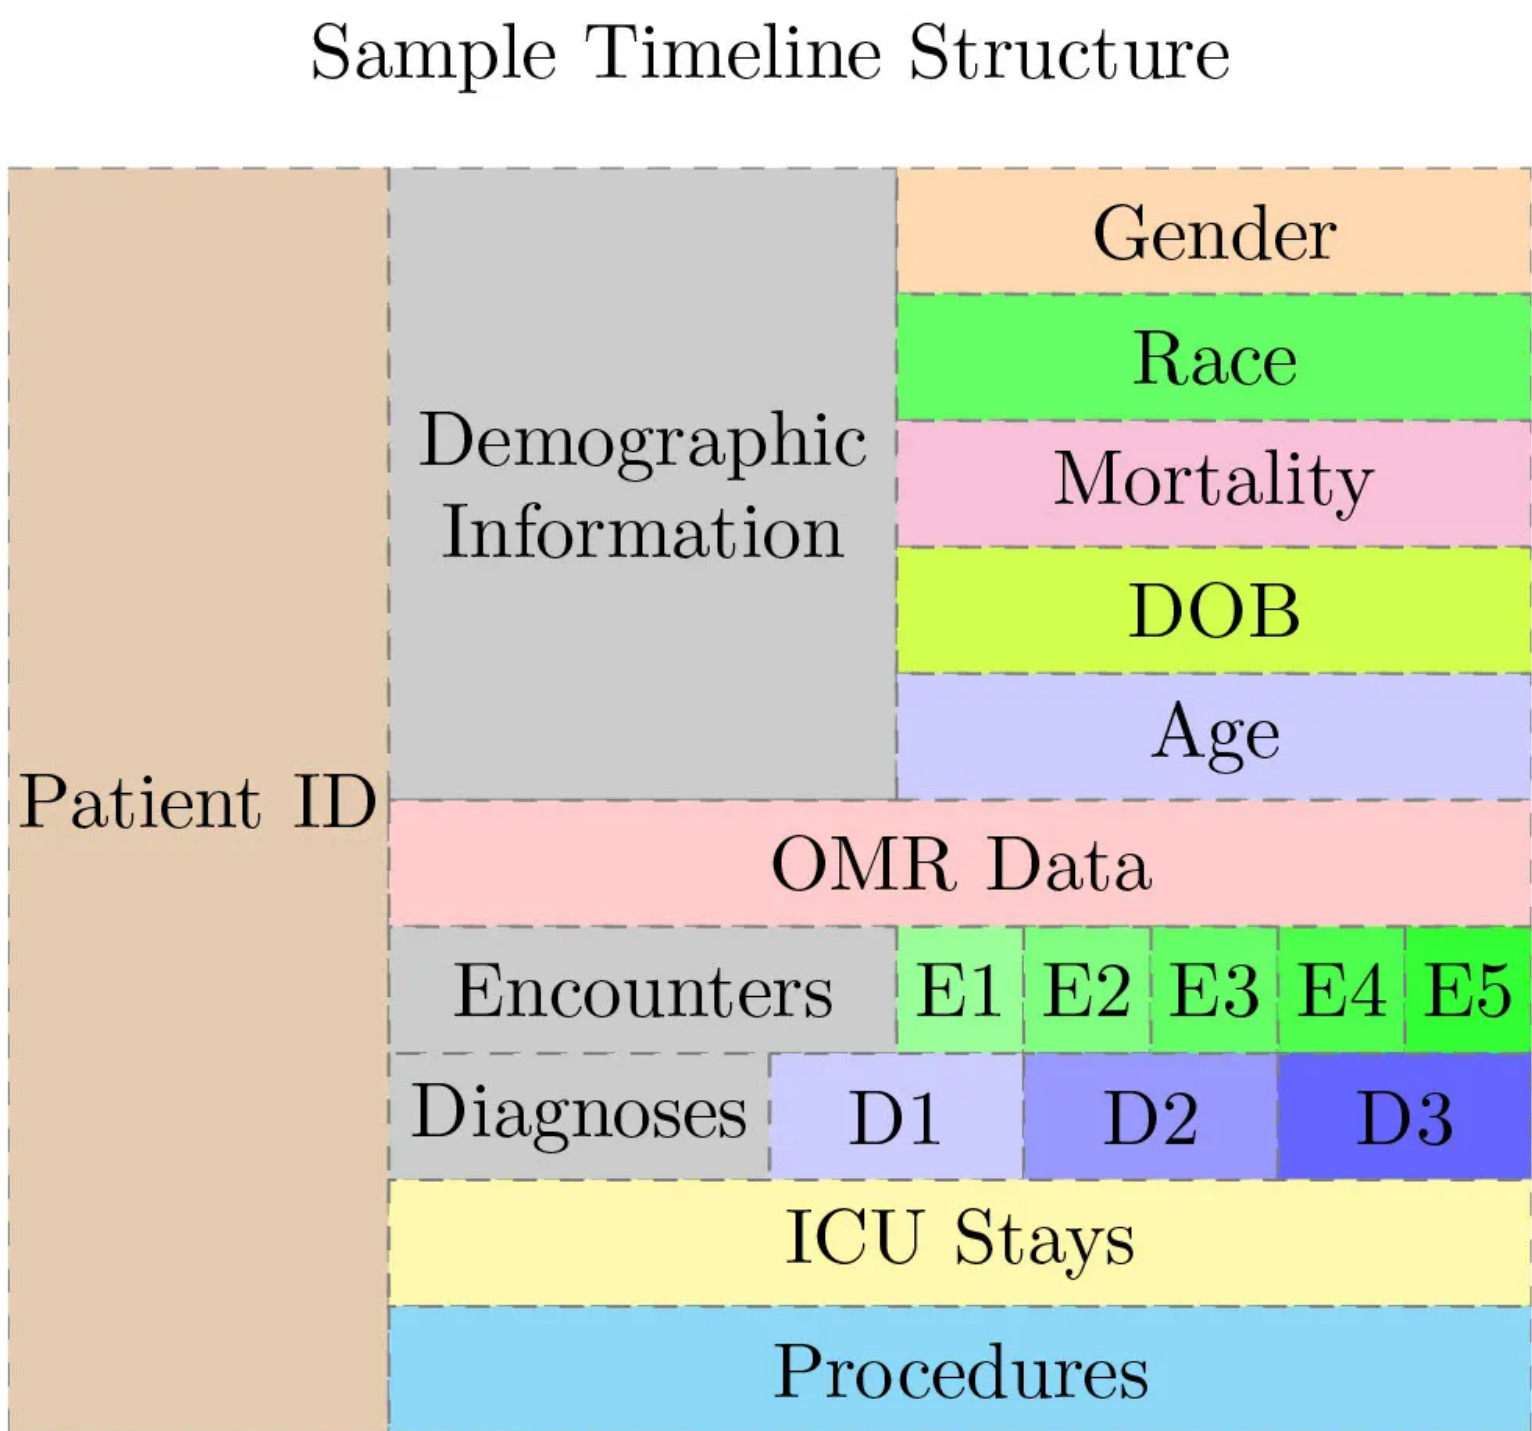 Sample Timeline Structure
Patient ID
Demographic
Information
Gender
Race
Mortality
DOB
Age
OMR Data
Encounters E1 E2 E3 E4 E5
Diagnoses D1 D2 D3
ICU Stays
Procedures